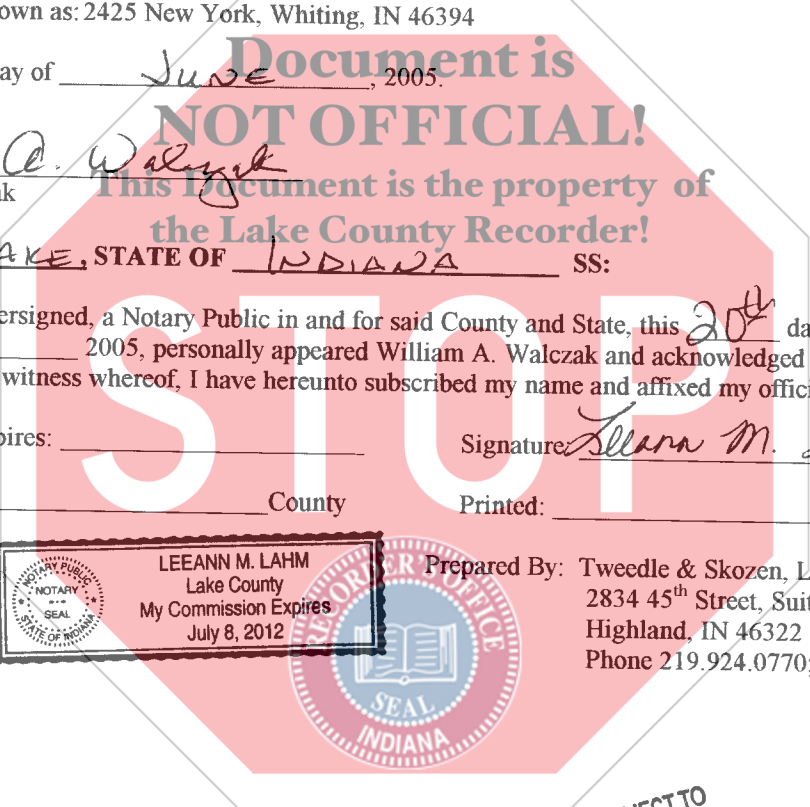 own as: 2425 New York, Whiting, IN 46394
Document is
ay of JUNE, 2005.
NOT OFFICIAL!
A. Walczak
This Document is the property of
ak
the Lake County Recorder!
AKE, STATE OF INDIANA SS:
STOP
ersigned, a Notary Public in and for said County and State, this 20th da
2005, personally appeared William A. Walczak and acknowledged
witness whereof, I have hereunto subscribed my name and affixed my offici
pires:
Signature: Leeann M.
County
Printed:
NOTARY PUBLIC
NOTARY
SEAL
STATE OF INDIANA
LEEANN M. LAHM
Lake County
My Commission Expires
July 8, 2012
RECORDER'S OFFICE
SEAL
INDIANA
Prepared By: Tweedle & Skozen, L
2834 45th Street, Suit
Highland, IN 46322
Phone 219.924.0770;
ECT TO